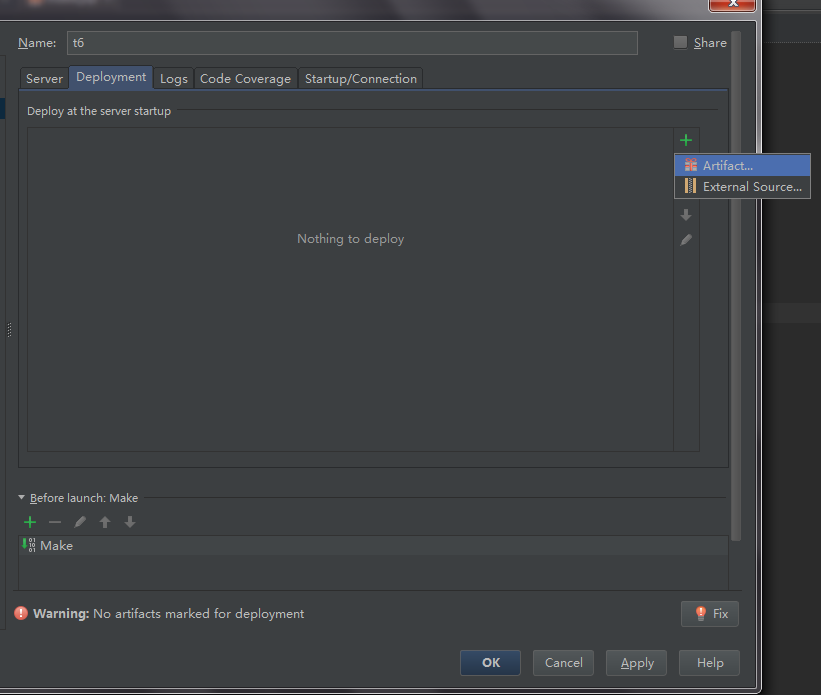 Name: t6 Share
Server Deployment Logs Code Coverage Startup/Connection
Deploy at the server startup
Artifact...
External Source...
Nothing to deploy
Before launch: Make
Make
Warning: No artifacts marked for deployment Fix
OK Cancel Apply Help